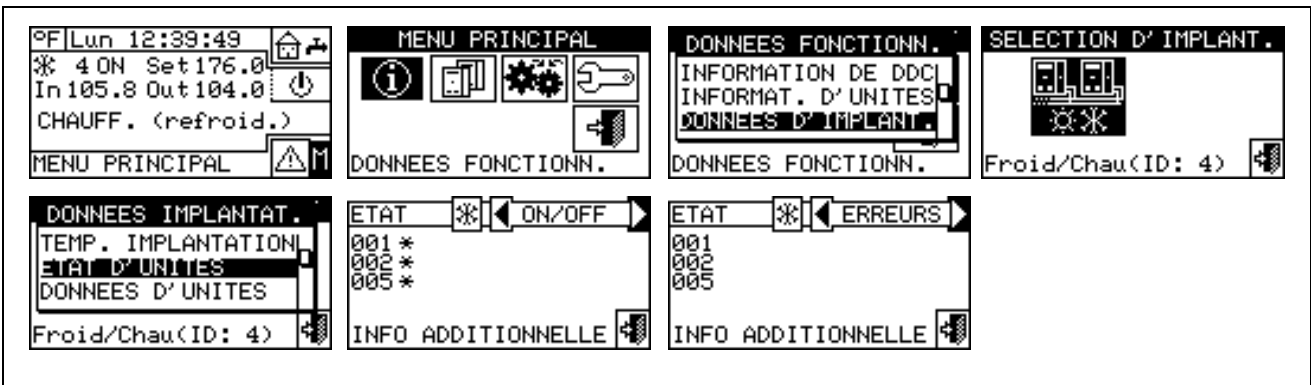 °F Lun 12:39:49
4 ON Set 176.0
In 105.8 Out 104.0
CHAUFF. (refroid.)
MENU PRINCIPAL M
MENU PRINCIPAL
DONNEES FONCTIONN.
DONNEES FONCTIONN.
INFORMATION DE DDC
INFORMAT. D'UNITES
DONNEES D'IMPLANT.
DONNEES FONCTIONN.
SELECTION D'IMPLANT.
Froid/Chau(ID: 4)
DONNEES IMPLANTAT.
TEMP. IMPLANTATION
ETAT D'UNITES
DONNEES D'UNITES
Froid/Chau(ID: 4)
ETAT ON/OFF
001 *
002 *
005 *
INFO ADDITIONNELLE
ETAT ERREURS
001
002
005
INFO ADDITIONNELLE